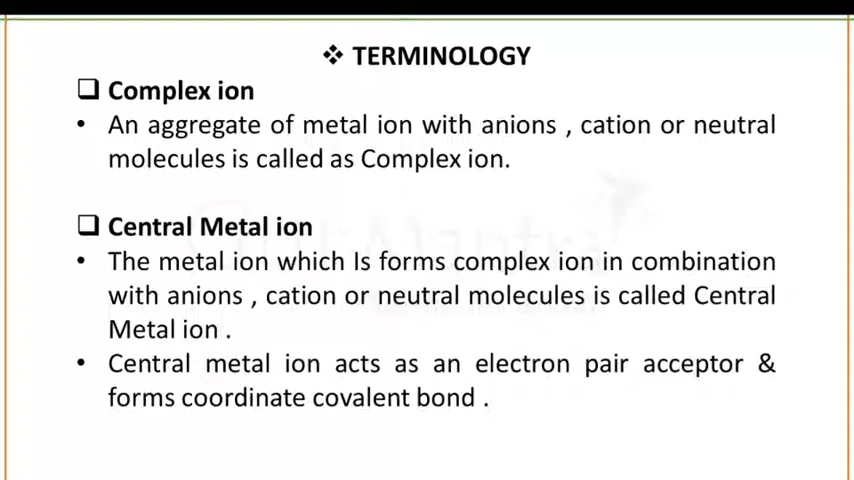 ❖ TERMINOLOGY
❑ Complex ion
• An aggregate of metal ion with anions , cation or neutral
molecules is called as Complex ion.
❑ Central Metal ion
• The metal ion which Is forms complex ion in combination
with anions , cation or neutral molecules is called Central
Metal ion .
• Central metal ion acts as an electron pair acceptor &
forms coordinate covalent bond .